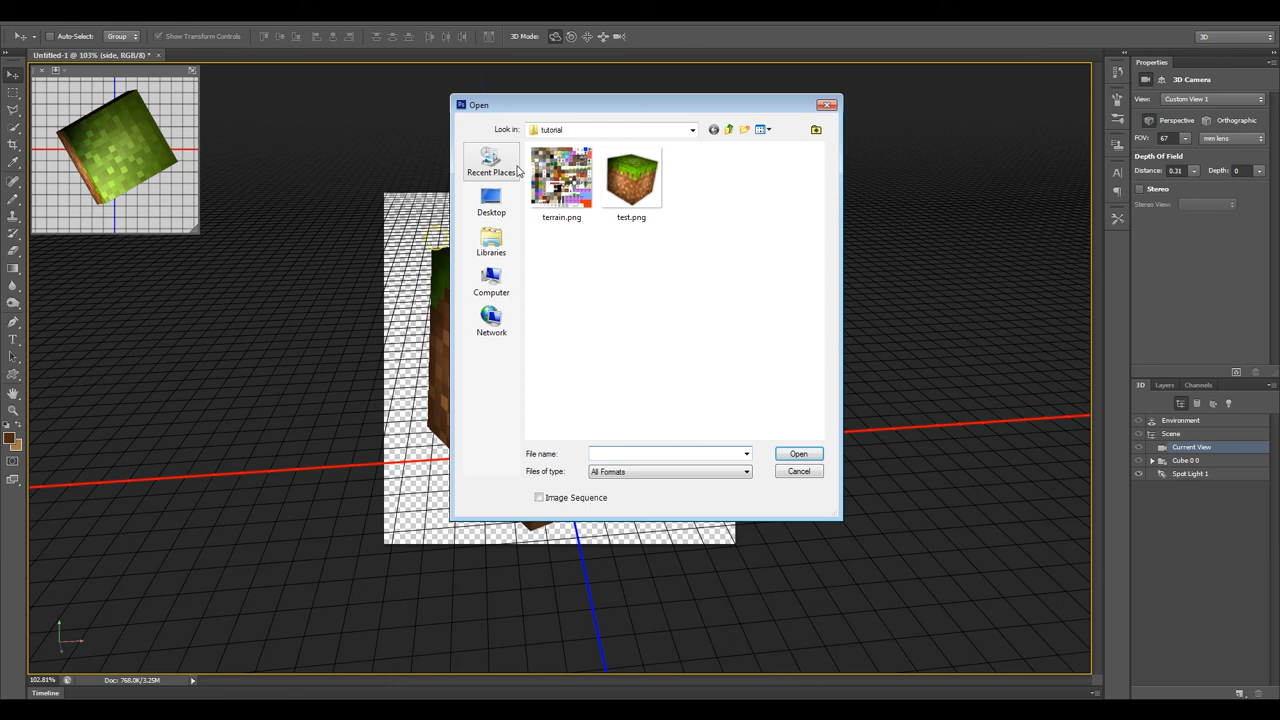 Auto-Select: Group Show Transform Controls 3D Mode: 3D
Untitled-1 @ 103% (side, RGB/8) *
Open
Look in: tutorial
Recent Places
Desktop
Libraries
Computer
Network
terrain.png test.png
File name: Open
Files of type: All Formats Cancel
Image Sequence
Properties
3D Camera
View: Custom View 1
Perspective Orthographic
FOV: 67 mm lens
Depth Of Field
Distance: 0.31 Depth: 0
Stereo
Stereo View:
3D Layers Channels
Environment
Scene
Current View
Cube 0 0
Spot Light 1
102.81% Doc: 768.0K/3.25M
Timeline